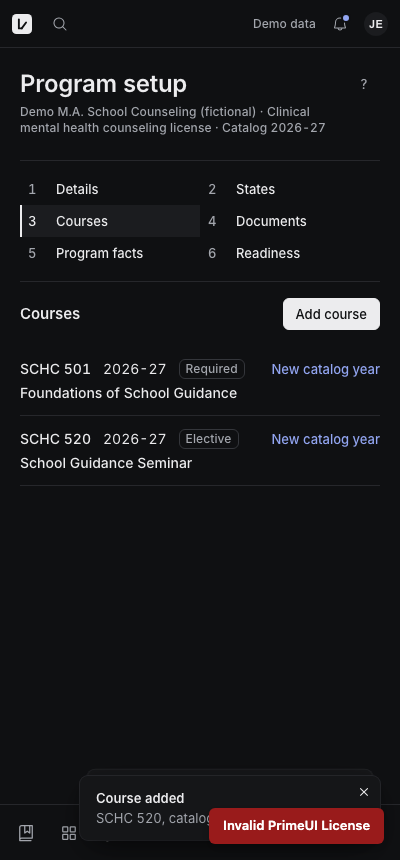 Demo data
JE
Program setup
?
Demo M.A. School Counseling (fictional) · Clinical
mental health counseling license · Catalog 2026-27
1 Details
2 States
3 Courses
4 Documents
5 Program facts
6 Readiness
Courses
Add course
SCHC 501 2026-27 Required New catalog year
Foundations of School Guidance
SCHC 520 2026-27 Elective New catalog year
School Guidance Seminar
Course added
SCHC 520, catalog
Invalid PrimeUI License